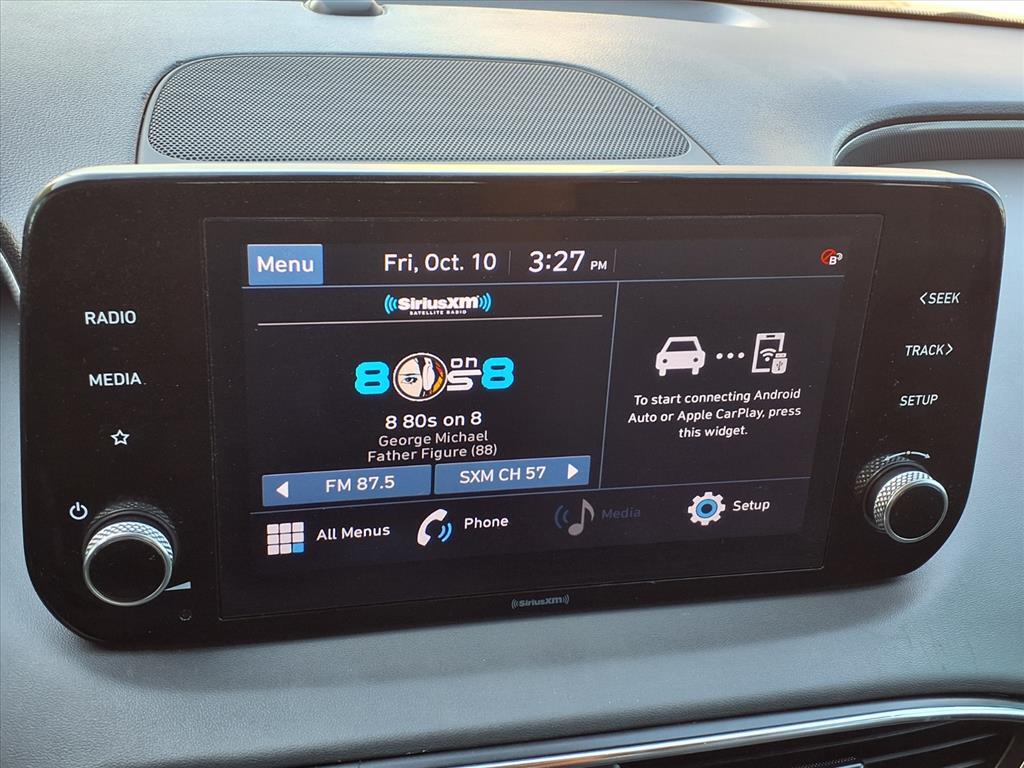 Menu
Fri, Oct. 10
3:27 PM
B
SiriusXM
SATELLITE RADIO
80s on 8
8 80s on 8
George Michael
Father Figure (88)
FM 87.5
SXM CH 57
To start connecting Android
Auto or Apple CarPlay, press
this widget.
All Menus
Phone
Media
Setup
RADIO
MEDIA
<SEEK
TRACK>
SETUP
SiriusXM